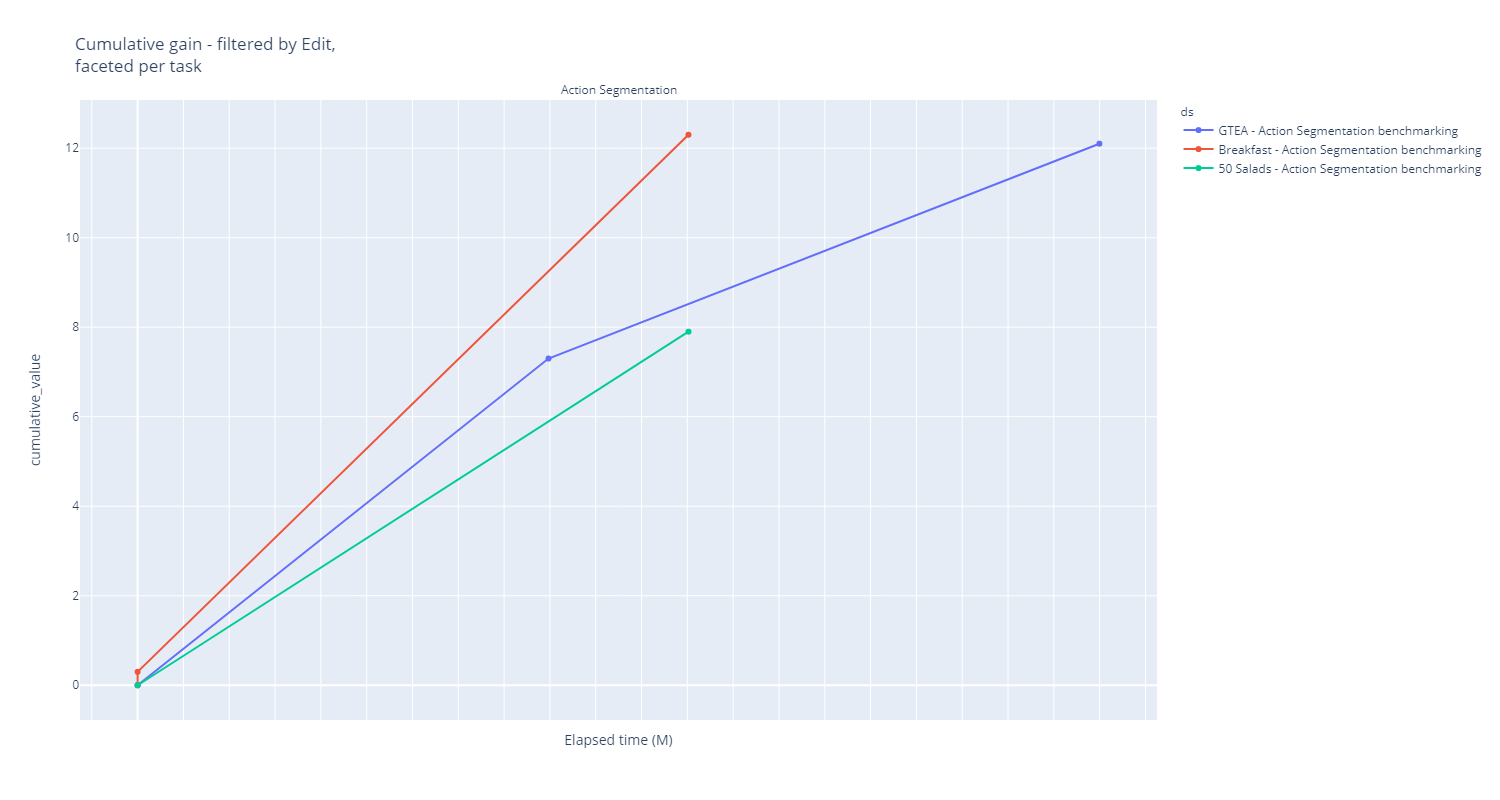 Cumulative gain - filtered by Edit,
faceted per task
Action Segmentation
ds
GTEA - Action Segmentation benchmarking
Breakfast - Action Segmentation benchmarking
50 Salads - Action Segmentation benchmarking
12
10
8
6
4
2
0
cumulative_value
Elapsed time (M)